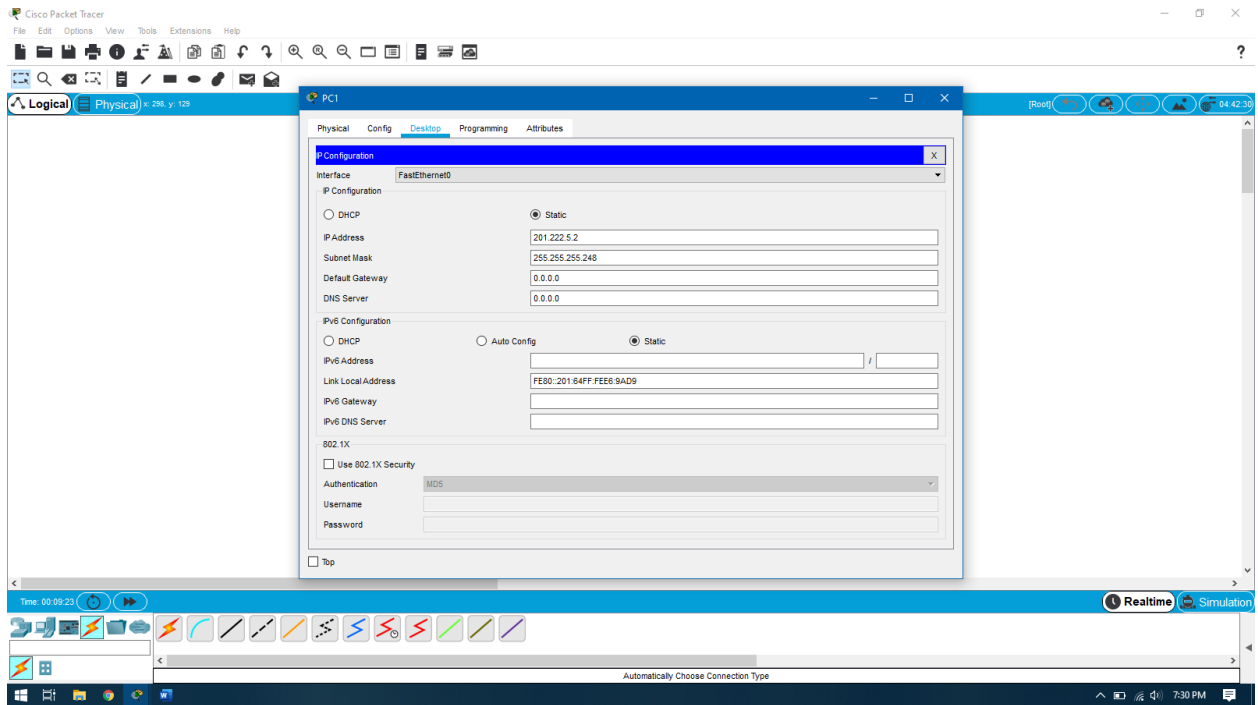 Cisco Packet Tracer
File Edit Options View Tools Extensions Help
?
Logical Physical x: 298, y: 129 [Root] 04:42:30
PC1
Physical Config Desktop Programming Attributes
IP Configuration X
Interface FastEthernet0
IP Configuration
DHCP Static
IP Address 201.222.5.2
Subnet Mask 255.255.255.248
Default Gateway 0.0.0.0
DNS Server 0.0.0.0
IPv6 Configuration
DHCP Auto Config Static
IPv6 Address /
Link Local Address FE80::201:64FF:FEE6:9AD9
IPv6 Gateway
IPv6 DNS Server
802.1X
Use 802.1X Security
Authentication MD5
Username
Password
Top
Time: 00:09:23 Realtime Simulation
Automatically Choose Connection Type
7:30 PM